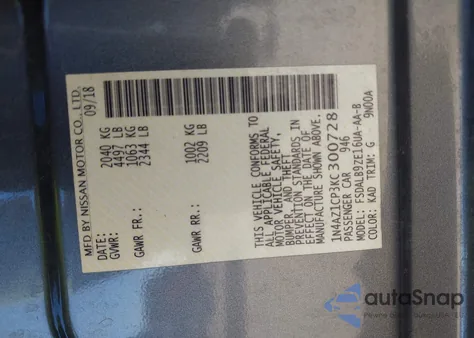 MFD BY NISSAN MOTOR CO., LTD.
DATE: 09/18
GVWR: 2040 KG
4497 LB
GAWR FR.: 1063 KG
2344 LB
GAWR RR.: 1002 KG
2209 LB
THIS VEHICLE CONFORMS TO
ALL APPLICABLE FEDERAL
MOTOR VEHICLE SAFETY,
BUMPER, AND THEFT
PREVENTION STANDARDS IN
EFFECT ON THE DATE OF
MANUFACTURE SHOWN ABOVE.
1N4AZ1CP3KC300728
PASSENGER CAR 946
MODEL: FSDALB9ZE16UA-AA-B
COLOR: KAD TRIM: G 9N00A
autoSnap